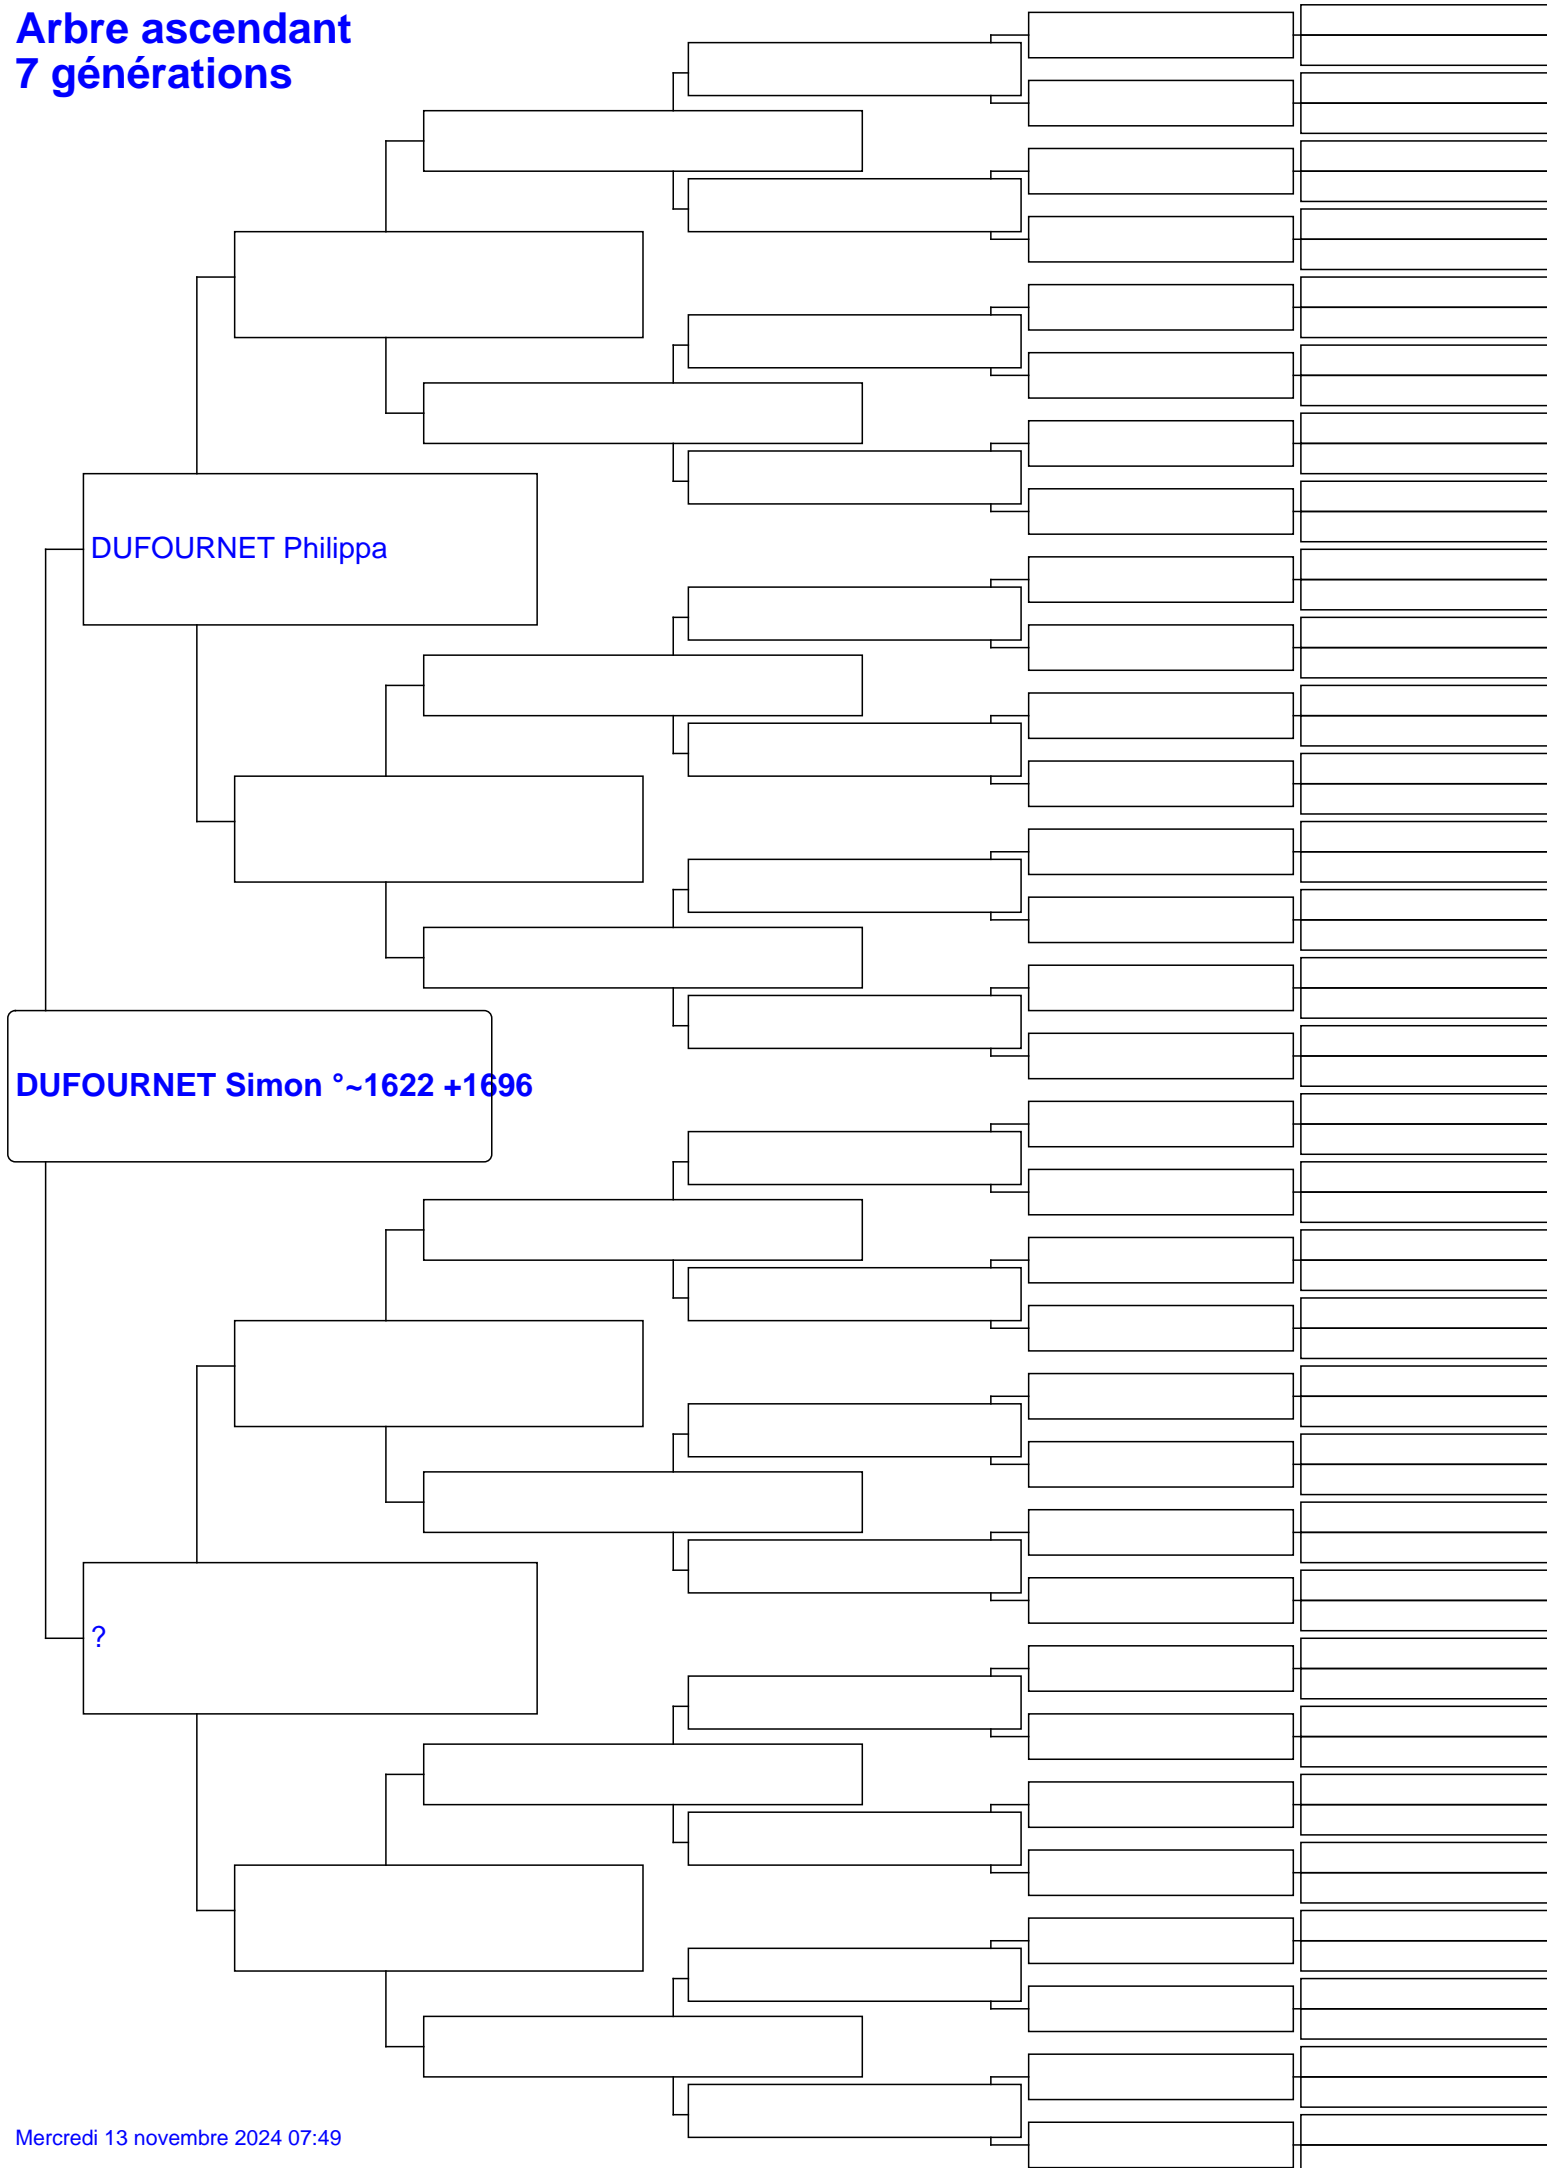 Arbre ascendant
7 générations
DUFOURNET Philippa
DUFOURNET Simon °~1622 +1696
?
Mercredi 13 novembre 2024 07:49